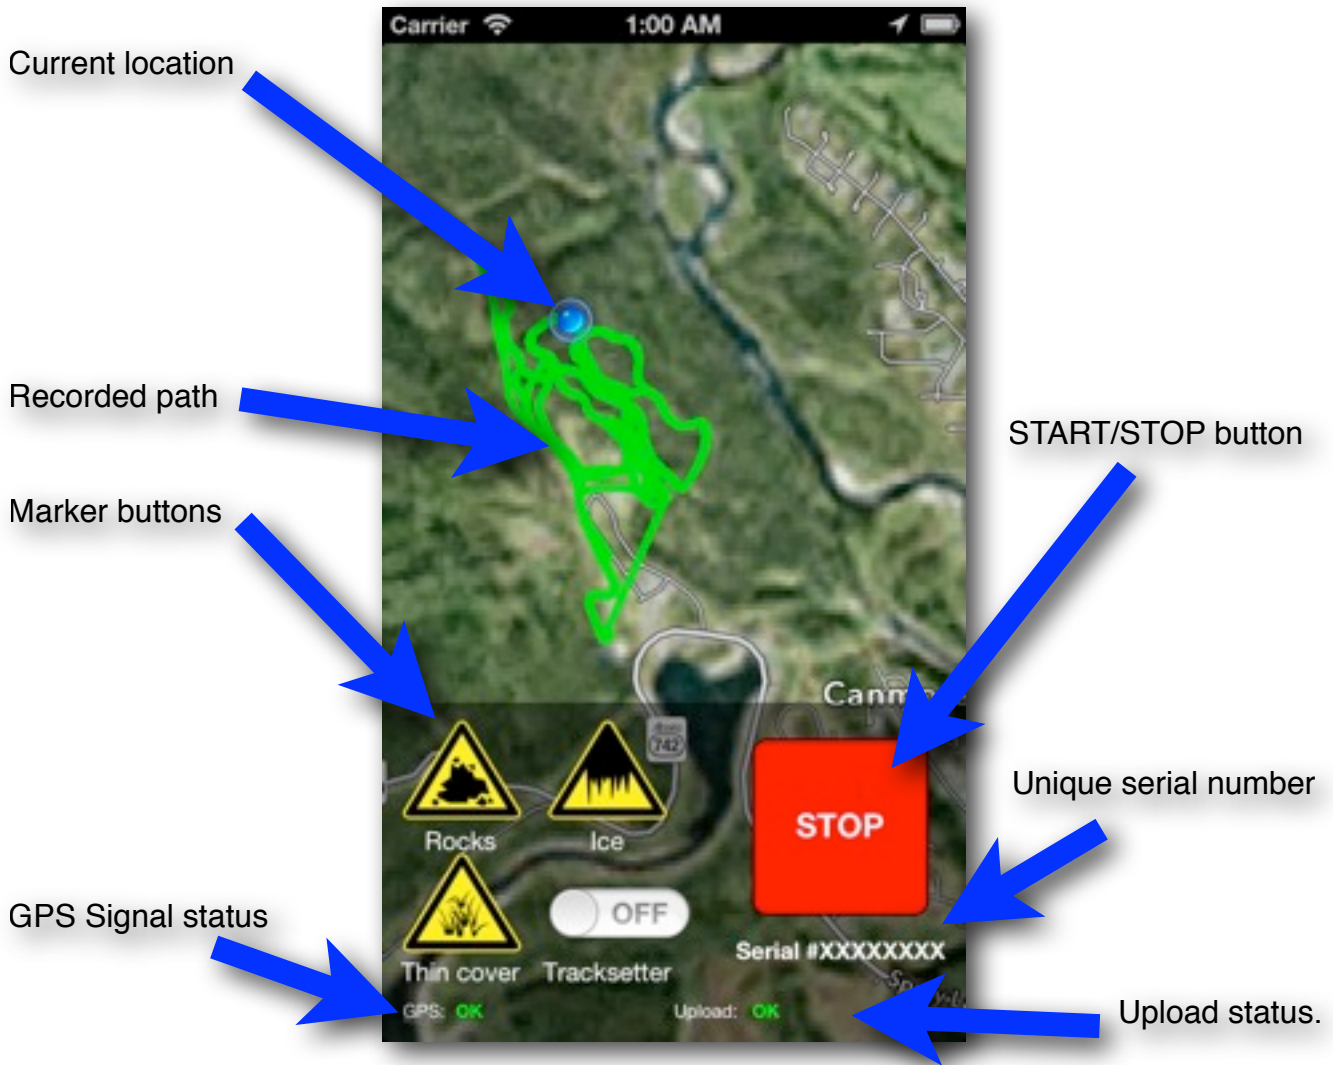 Carrier 1:00 AM
Current location
Recorded path
START/STOP button
Marker buttons
742
Unique serial number
STOP
Rocks Ice
GPS Signal status
OFF
Serial #XXXXXXXX
Thin cover Tracksetter
GPS: OK Upload: OK
Upload status.